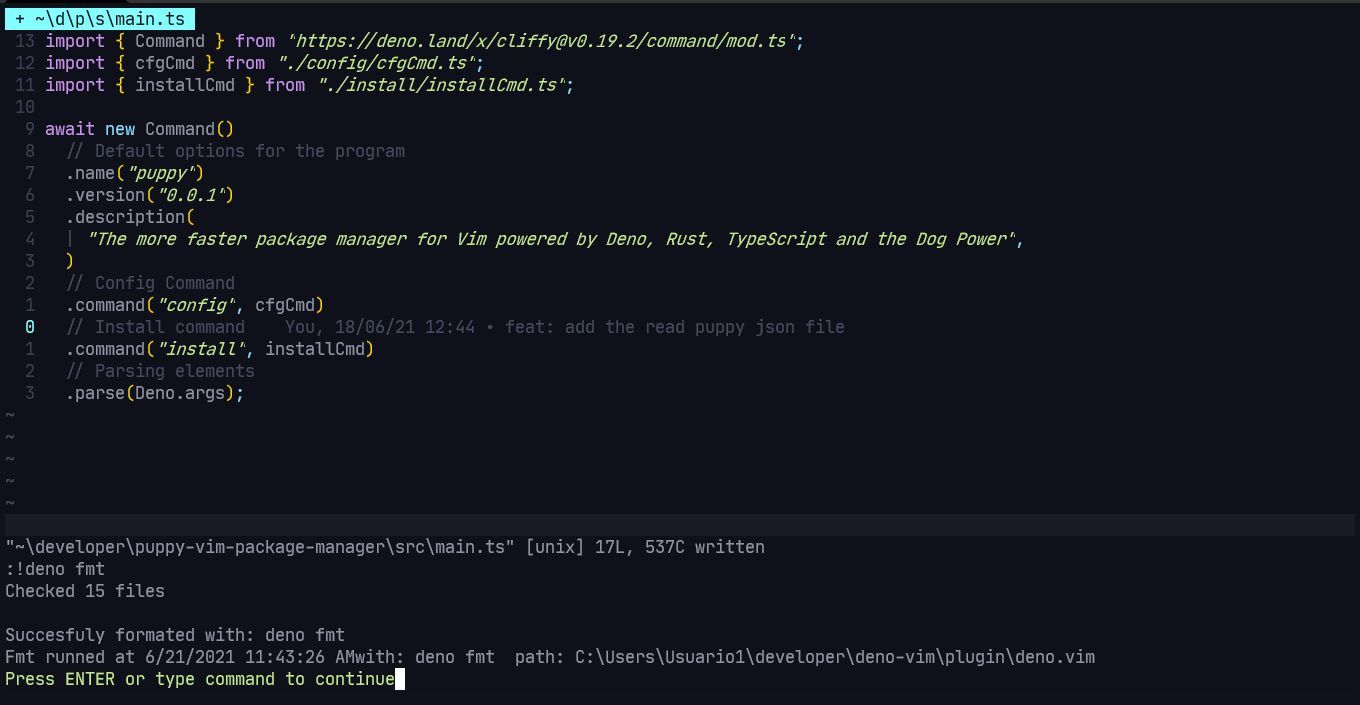 + ~\d\p\s\main.ts
13 import { Command } from "https://deno.land/x/cliffy@v0.19.2/command/mod.ts";
12 import { cfgCmd } from "./config/cfgCmd.ts";
11 import { installCmd } from "./install/installCmd.ts";
10
9 await new Command()
8 // Default options for the program
7 .name("puppy")
6 .version("0.0.1")
5 .description(
4 | "The more faster package manager for Vim powered by Deno, Rust, TypeScript and the Dog Power",
3 )
2 // Config Command
1 .command("config", cfgCmd)
0 // Install command    You, 18/06/21 12:44 • feat: add the read puppy json file
1 .command("install", installCmd)
2 // Parsing elements
3 .parse(Deno.args);
~
~
~
~
~
"~\developer\puppy-vim-package-manager\src\main.ts" [unix] 17L, 537C written
:!deno fmt
Checked 15 files
Succesfuly formated with: deno fmt
Fmt runned at 6/21/2021 11:43:26 AMwith: deno fmt  path: C:\Users\Usuario1\developer\deno-vim\plugin\deno.vim
Press ENTER or type command to continue